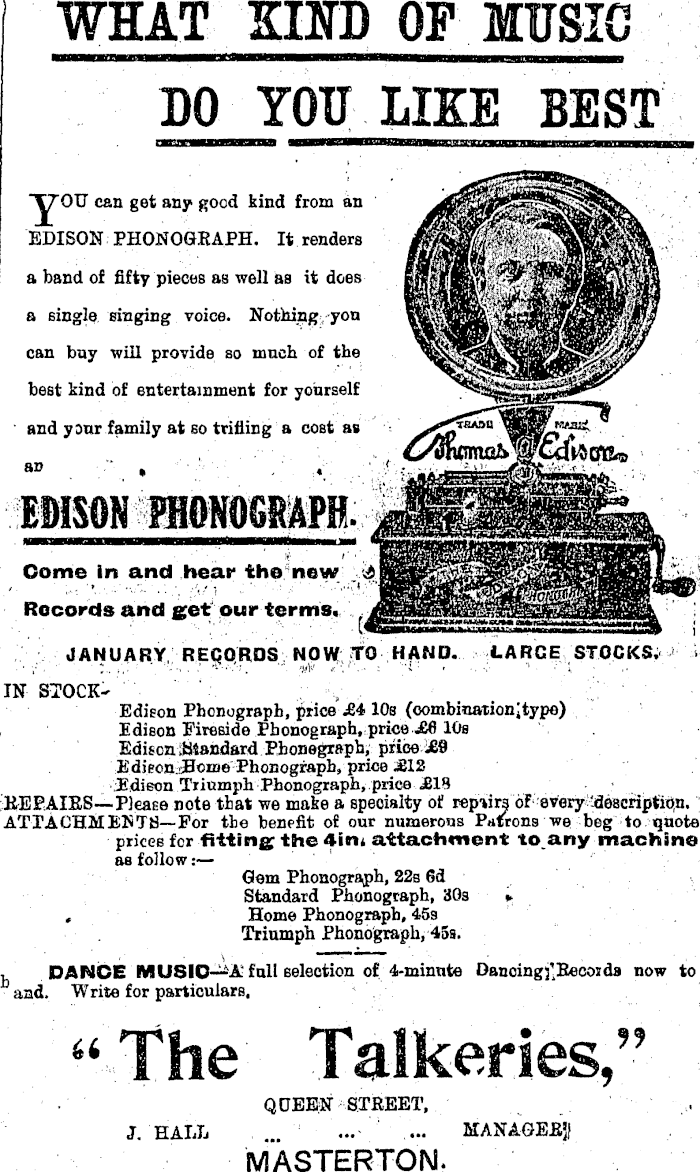 WHAT KIND OF MUSIC
DO YOU LIKE BEST
YOU can get any good kind from an
EDISON PHONOGRAPH. It renders
a band of fifty pieces as well as it does
a single singing voice. Nothing you
can buy will provide so much of the
best kind of entertainment for yourself
and your family at so trifling a cost as
an
EDISON PHONOGRAPH.
Come in and hear the new
Records and get our terms.
TRADE MARK
Thomas A Edison
EDISON
PHONOGRAPH
JANUARY RECORDS NOW TO HAND. LARGE STOCKS.
IN STOCK-
Edison Phonograph, price £4 10s (combination type)
Edison Fireside Phonograph, price £6 10s
Edison Standard Phonegraph, price £9
Edison Home Phonograph, price £12
Edison Triumph Phonograph, price £18
REPAIRS—Please note that we make a specialty of repairs of every description.
ATTACHMENTS—For the benefit of our numerous Patrons we beg to quote
prices for fitting the 4in. attachment to any machine
as follow :—
Gem Phonograph, 22s 6d
Standard Phonograph, 30s
Home Phonograph, 45s
Triumph Phonograph, 45s.
DANCE MUSIC—A full selection of 4-minute Dancing Records now to
hand. Write for particulars.
"The Talkeries,"
QUEEN STREET,
J. HALL ... ... ... MANAGER
MASTERTON.